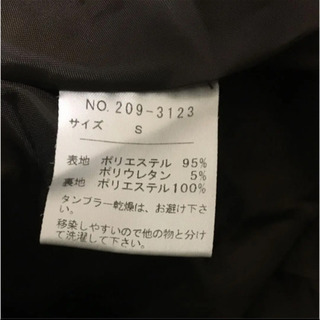 NO. 209-3123
サイズ S
表地 ポリエステル 95%
ポリウレタン 5%
裏地 ポリエステル100%
タンブラー乾燥は、お避け下さ
い。
移染しやすいので他の物と分け
て洗濯して下さい。